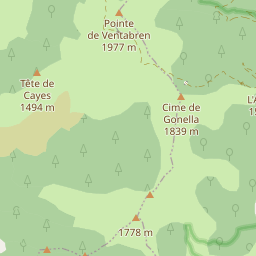 Pointe
de Ventabren
1977 m
Tête de
Cayes
1494 m
Cime de
Gonella
1839 m
1778 m